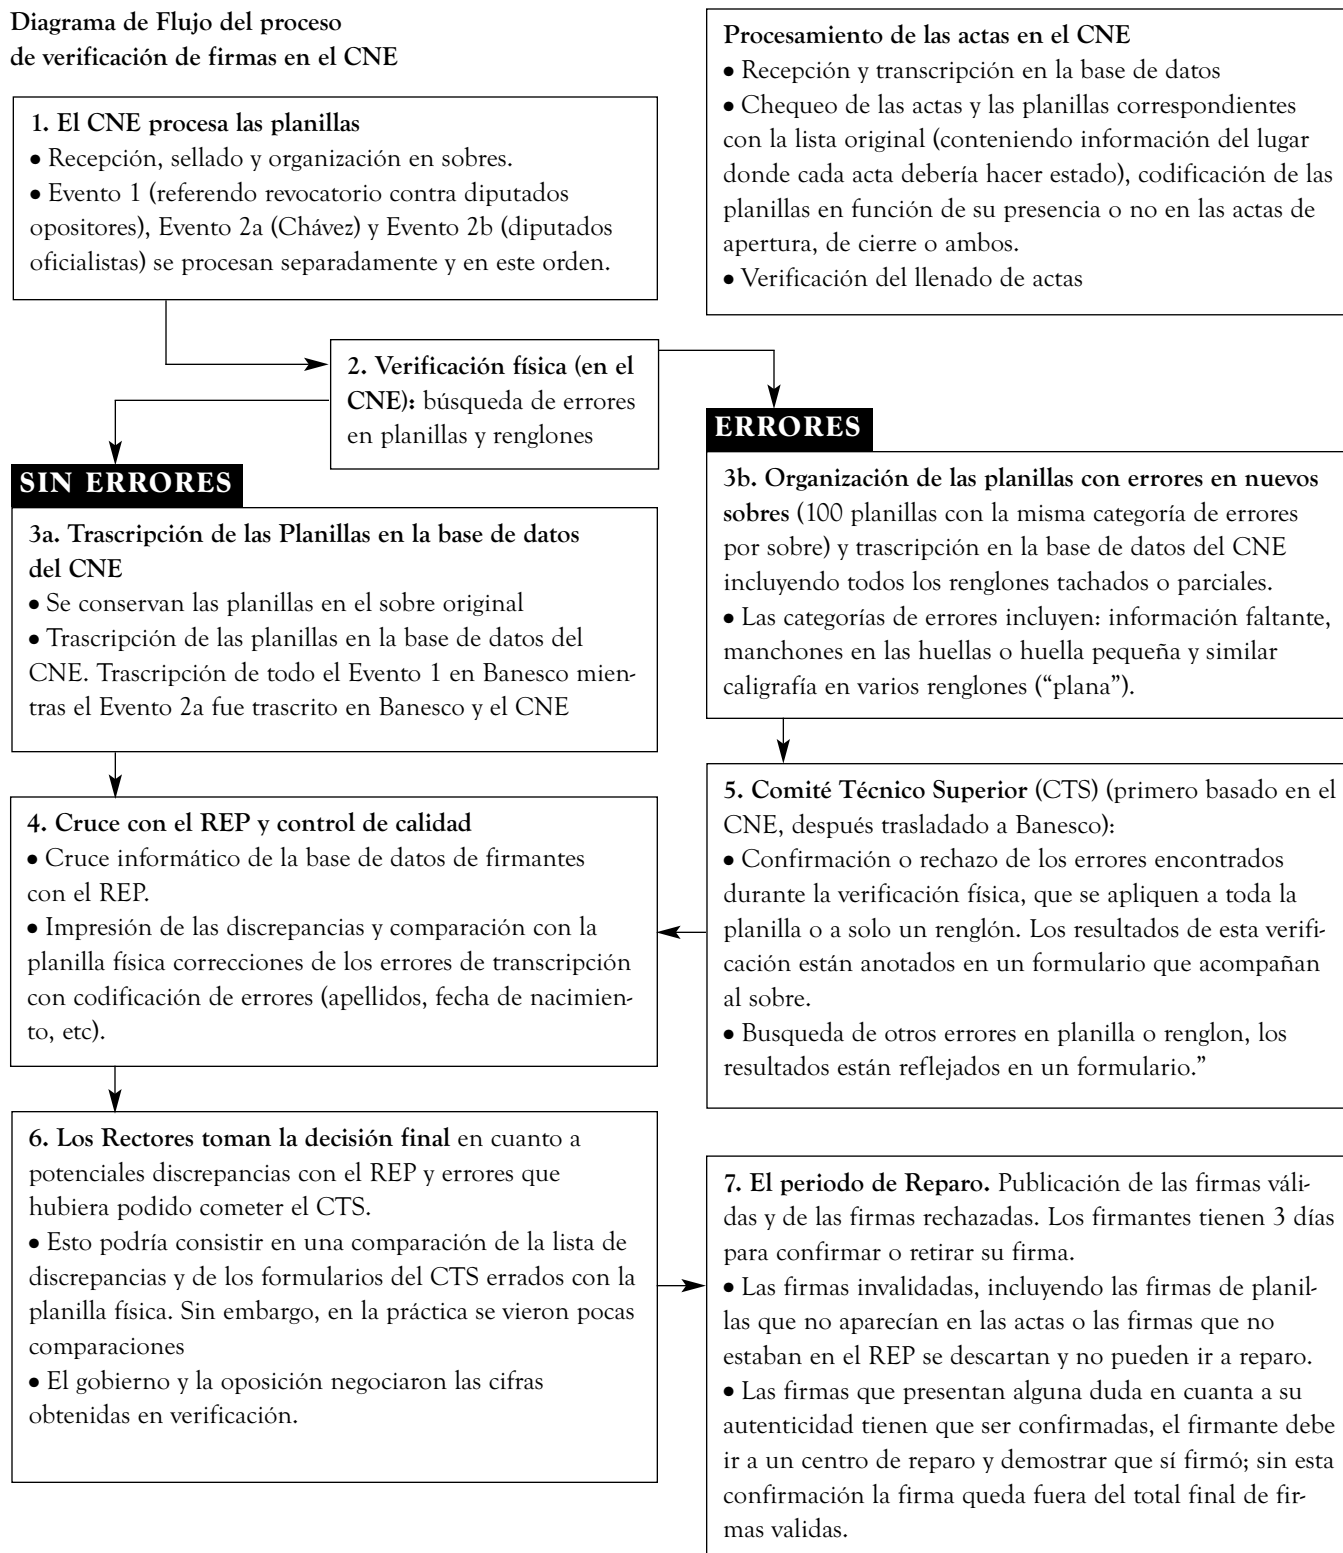 Diagrama de Flujo del proceso
de verificación de firmas en el CNE
Procesamiento de las actas en el CNE
• Recepción y transcripción en la base de datos
• Chequeo de las actas y las planillas correspondientes
con la lista original (conteniendo información del lugar
donde cada acta debería hacer estado), codificación de las
planillas en función de su presencia o no en las actas de
apertura, de cierre o ambos.
• Verificación del llenado de actas
1. El CNE procesa las planillas
• Recepción, sellado y organización en sobres.
• Evento 1 (referendo revocatorio contra diputados
opositores), Evento 2a (Chávez) y Evento 2b (diputados
oficialistas) se procesan separadamente y en este orden.
2. Verificación física (en el
CNE): búsqueda de errores
en planillas y renglones
SIN ERRORES
3a. Trascripción de las Planillas en la base de datos
del CNE
• Se conservan las planillas en el sobre original
• Trascripción de las planillas en la base de datos del
CNE. Trascripción de todo el Evento 1 en Banesco mien-
tras el Evento 2a fue trascrito en Banesco y el CNE
ERRORES
3b. Organización de las planillas con errores en nuevos
sobres (100 planillas con la misma categoría de errores
por sobre) y trascripción en la base de datos del CNE
incluyendo todos los renglones tachados o parciales.
• Las categorías de errores incluyen: información faltante,
manchones en las huellas o huella pequeña y similar
caligrafía en varios renglones (“plana”).
4. Cruce con el REP y control de calidad
• Cruce informático de la base de datos de firmantes
con el REP.
• Impresión de las discrepancias y comparación con la
planilla física correcciones de los errores de transcripción
con codificación de errores (apellidos, fecha de nacimien-
to, etc).
5. Comité Técnico Superior (CTS) (primero basado en el
CNE, después trasladado a Banesco):
• Confirmación o rechazo de los errores encontrados
durante la verificación física, que se apliquen a toda la
planilla o a solo un renglón. Los resultados de esta verifi-
cación están anotados en un formulario que acompañan
al sobre.
• Busqueda de otros errores en planilla o renglon, los
resultados están reflejados en un formulario.”
6. Los Rectores toman la decisión final en cuanto a
potenciales discrepancias con el REP y errores que
hubiera podido cometer el CTS.
• Esto podría consistir en una comparación de la lista de
discrepancias y de los formularios del CTS errados con la
planilla física. Sin embargo, en la práctica se vieron pocas
comparaciones
• El gobierno y la oposición negociaron las cifras
obtenidas en verificación.
7. El periodo de Reparo. Publicación de las firmas váli-
das y de las firmas rechazadas. Los firmantes tienen 3 días
para confirmar o retirar su firma.
• Las firmas invalidadas, incluyendo las firmas de planil-
las que no aparecían en las actas o las firmas que no
estaban en el REP se descartan y no pueden ir a reparo.
• Las firmas que presentan alguna duda en cuanta a su
autenticidad tienen que ser confirmadas, el firmante debe
ir a un centro de reparo y demostrar que sí firmó; sin esta
confirmación la firma queda fuera del total final de fir-
mas validas.